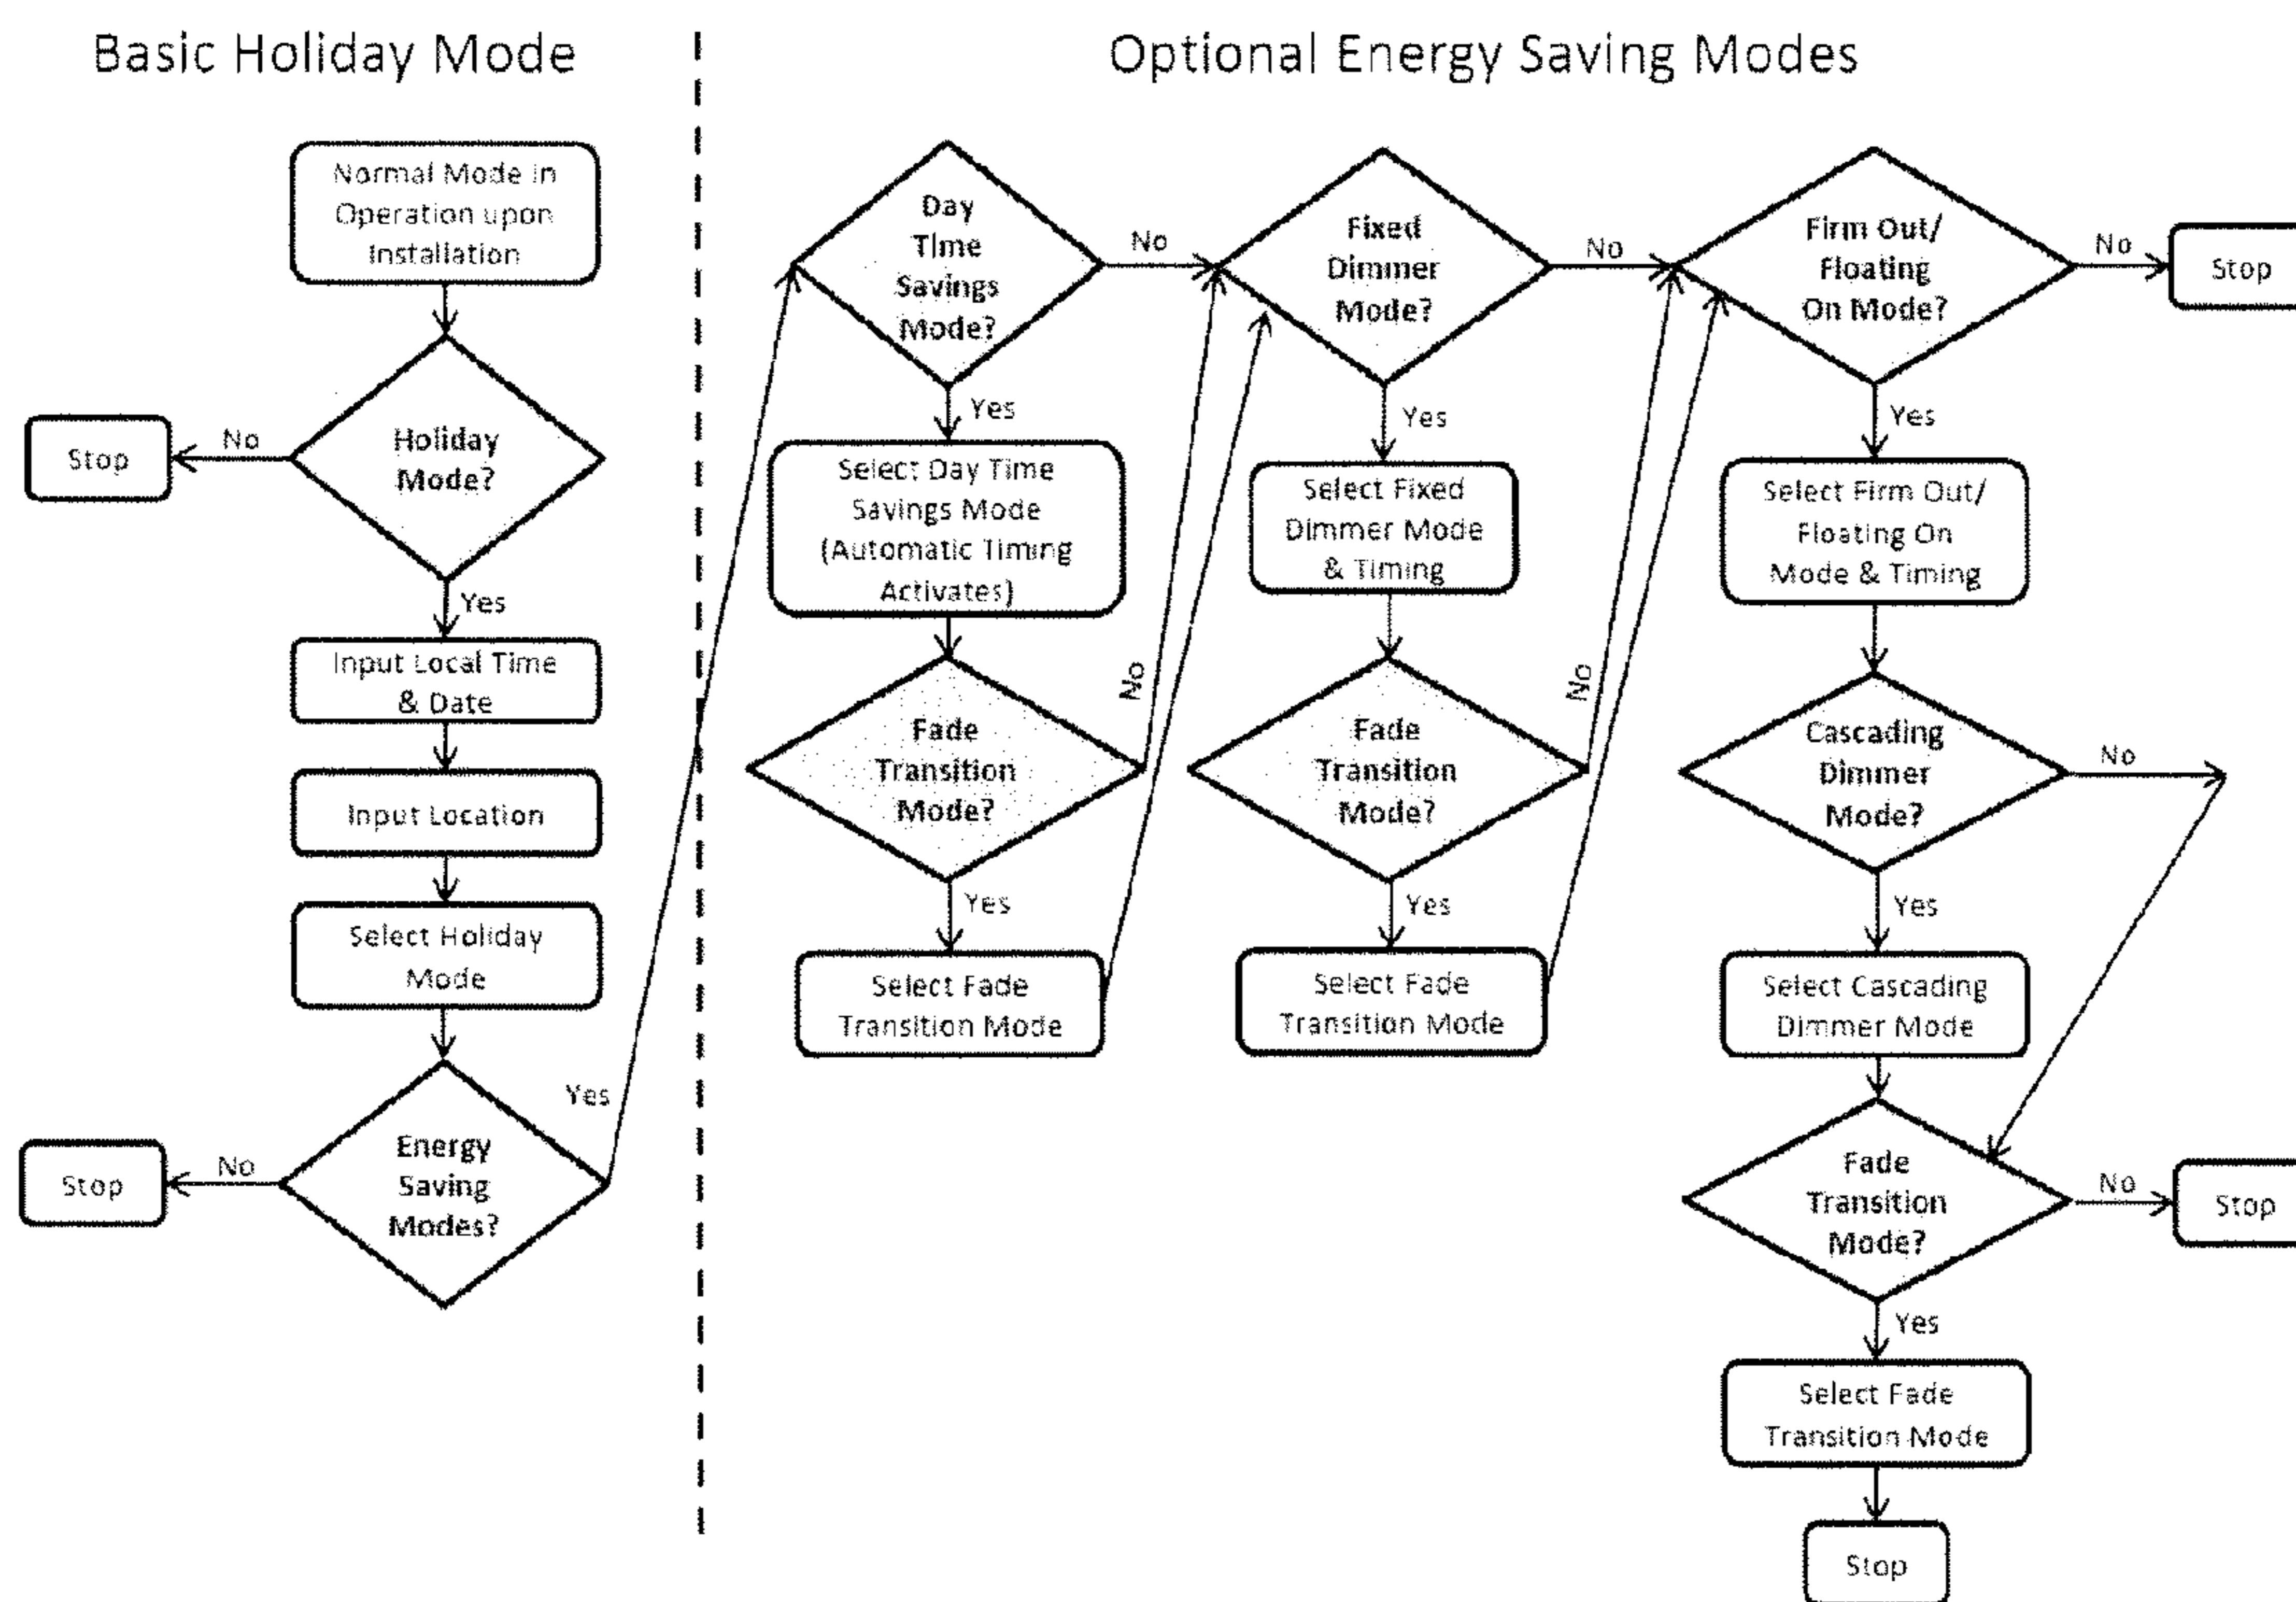 Basic Holiday Mode
Normal Mode in
Operation upon
Installation
Holiday
Mode?
No
Stop
Yes
Input Local Time
& Date
Input Location
Select Holiday
Mode
Energy
Saving
Modes?
No
Stop
Yes
Optional Energy Saving Modes
Day
Time
Savings
Mode?
No
Yes
Select Day Time
Savings Mode
(Automatic Timing
Activates)
Fade
Transition
Mode?
No
Yes
Select Fade
Transition Mode
Fixed
Dimmer
Mode?
No
Yes
Select Fixed
Dimmer Mode
& Timing
Fade
Transition
Mode?
No
Yes
Select Fade
Transition Mode
Firm Out/
Floating
On Mode?
No
Stop
Yes
Select Firm Out/
Floating On
Mode & Timing
Cascading
Dimmer
Mode?
No
Yes
Select Cascading
Dimmer Mode
Fade
Transition
Mode?
No
Stop
Yes
Select Fade
Transition Mode
Stop